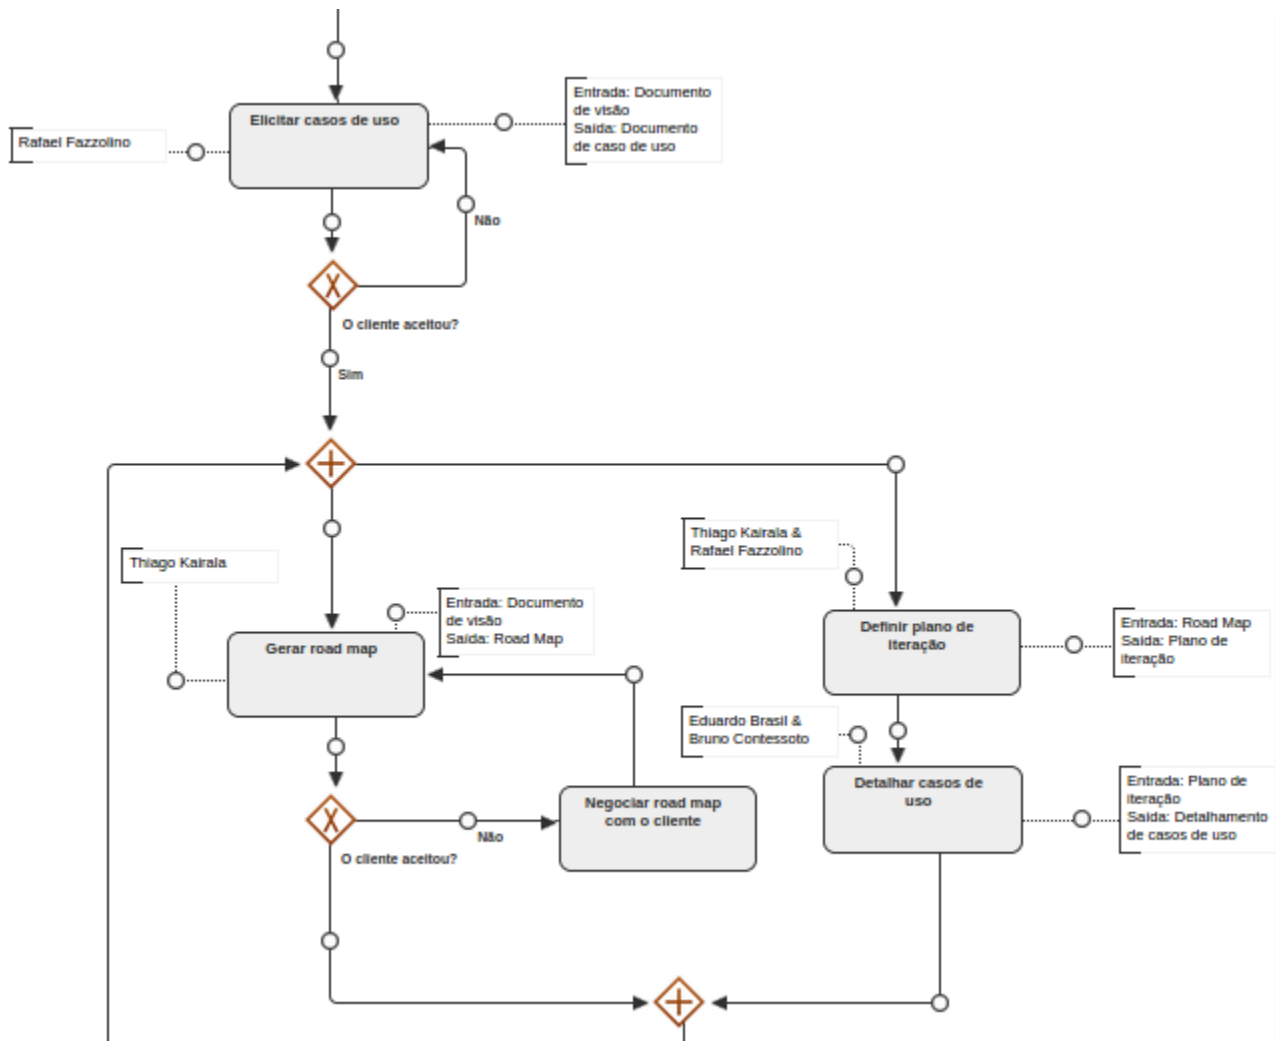 Elicitar casos de uso
Rafael Fazzolino
Entrada: Documento
de visão
Saída: Documento
de caso de uso
Não
O cliente aceitou?
Sim
Thiago Kairala
Entrada: Documento
de visão
Saída: Road Map
Gerar road map
Thiago Kairala &
Rafael Fazzolino
Definir plano de
iteração
Entrada: Road Map
Saída: Plano de
iteração
Eduardo Brasil &
Bruno Contessoto
Detalhar casos de
uso
Entrada: Plano de
iteração
Saída: Detalhamento
de casos de uso
Negociar road map
com o cliente
Não
O cliente aceitou?